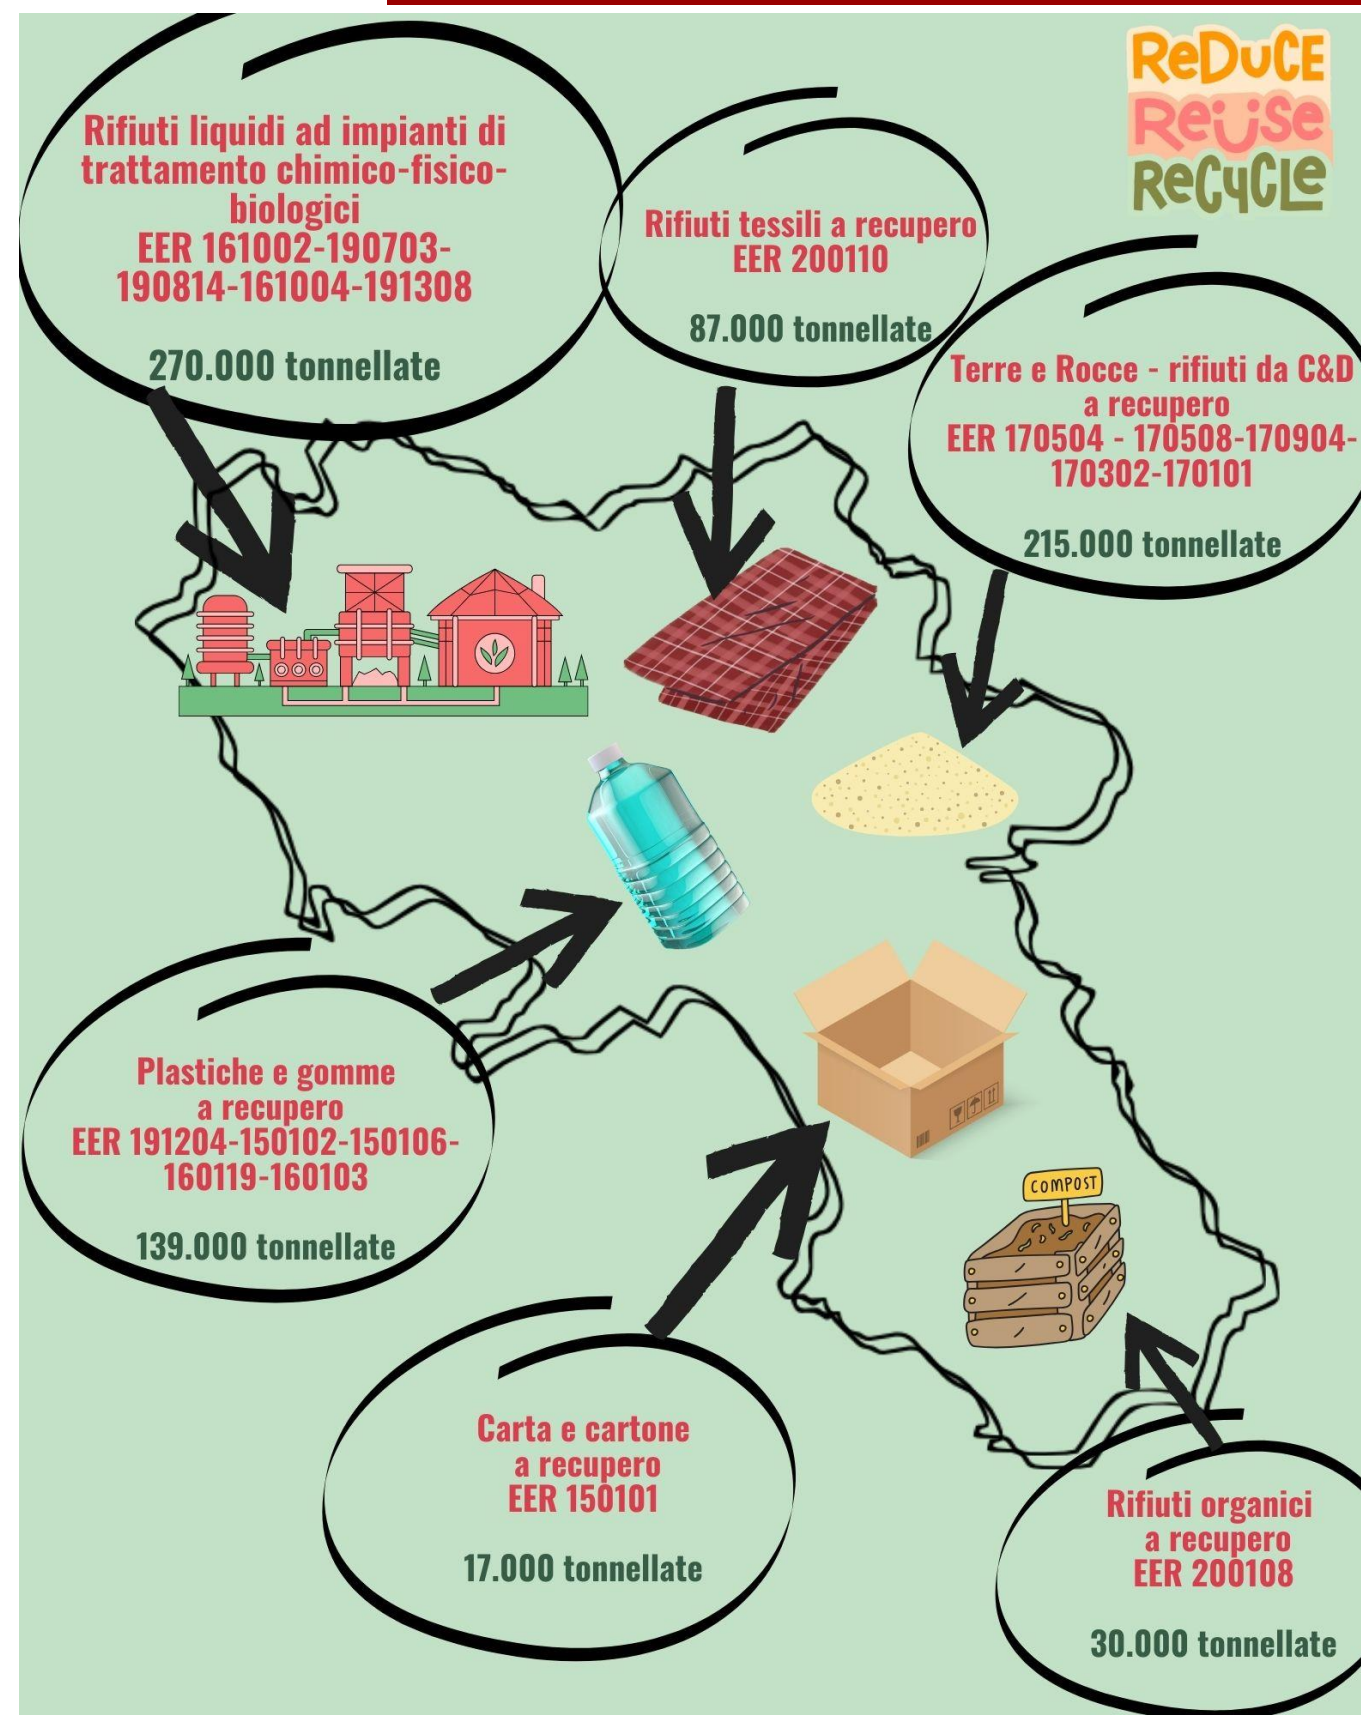 ReDuCE
ReUSe
ReCyCLe
Rifiuti liquidi ad impianti di
trattamento chimico-fisico-
biologici
EER 161002-190703-
190814-161004-191308
270.000 tonnellate
Rifiuti tessili a recupero
EER 200110
87.000 tonnellate
Terre e Rocce - rifiuti da C&D
a recupero
EER 170504 - 170508-170904-
170302-170101
215.000 tonnellate
Plastiche e gomme
a recupero
EER 191204-150102-150106-
160119-160103
139.000 tonnellate
COMPOST
Carta e cartone
a recupero
EER 150101
17.000 tonnellate
Rifiuti organici
a recupero
EER 200108
30.000 tonnellate